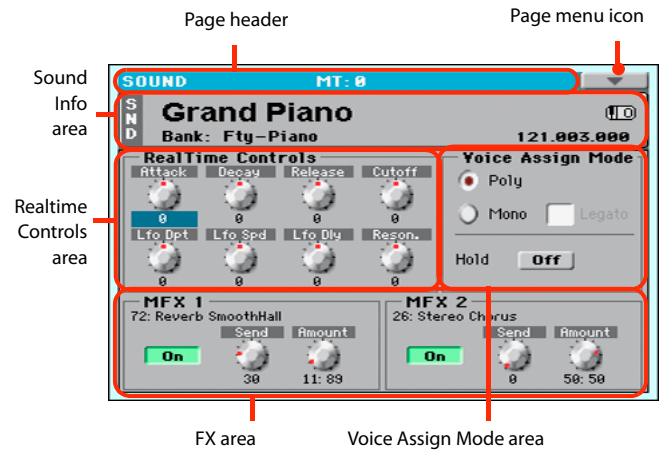 Page header
Page menu icon
Sound
Info
area
SOUND MT: 0
SND
Grand Piano
Bank: Fty-Piano 121.003.000
Realtime
Controls
area
RealTime Controls
Attack Decay Release Cutoff
0 0 0 0
Lfo Dpt Lfo Spd Lfo Dly Reson.
0 0 0 0
Voice Assign Mode
Poly
Mono Legato
Hold Off
MFX 1
72: Reverb SmoothHall
Send Amount
On
30 11: 89
MFX 2
26: Stereo Chorus
Send Amount
On
0 50: 50
FX area
Voice Assign Mode area